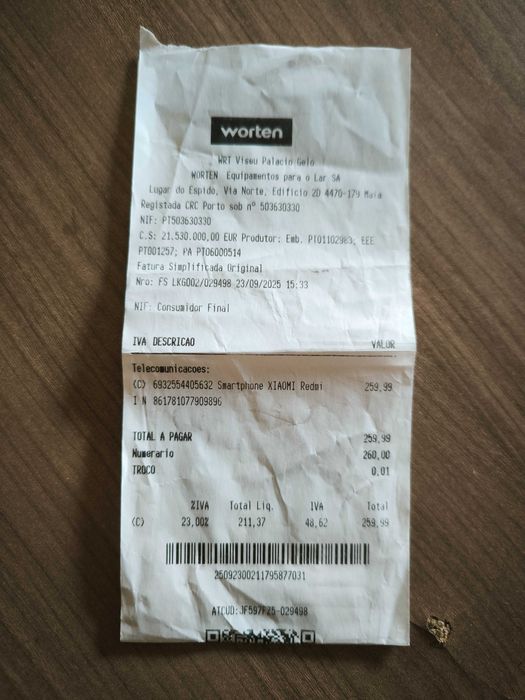 worten
WRT Viseu Palacio Gelo
WORTEN Equipamentos para o Lar SA
Lugar do Espido, Via Norte, Edificio 2D 4470-179 Maia
Registada CRC Porto sob nº 503630330
NIF: PT503630330
C.S: 21.530.000,00 EUR Produtor: Emb. PT01102983; EEE
PT001257; PA PT06000514
Fatura Simplificada Original
Nro: FS LKG002/029498 23/09/2025 15:33
NIF: Consumidor Final
IVA DESCRICAO VALOR
Telecomunicacoes:
(C) 6932554405632 Smartphone XIAOMI Redmi 259,99
I N 861781077909896
TOTAL A PAGAR 259,99
Numerario 260,00
TROCO 0,01
%IVA Total Liq. IVA Total
(C) 23,00% 211,37 48,62 259,99
25092300211795877031
ATCUD:JF597F25-029498